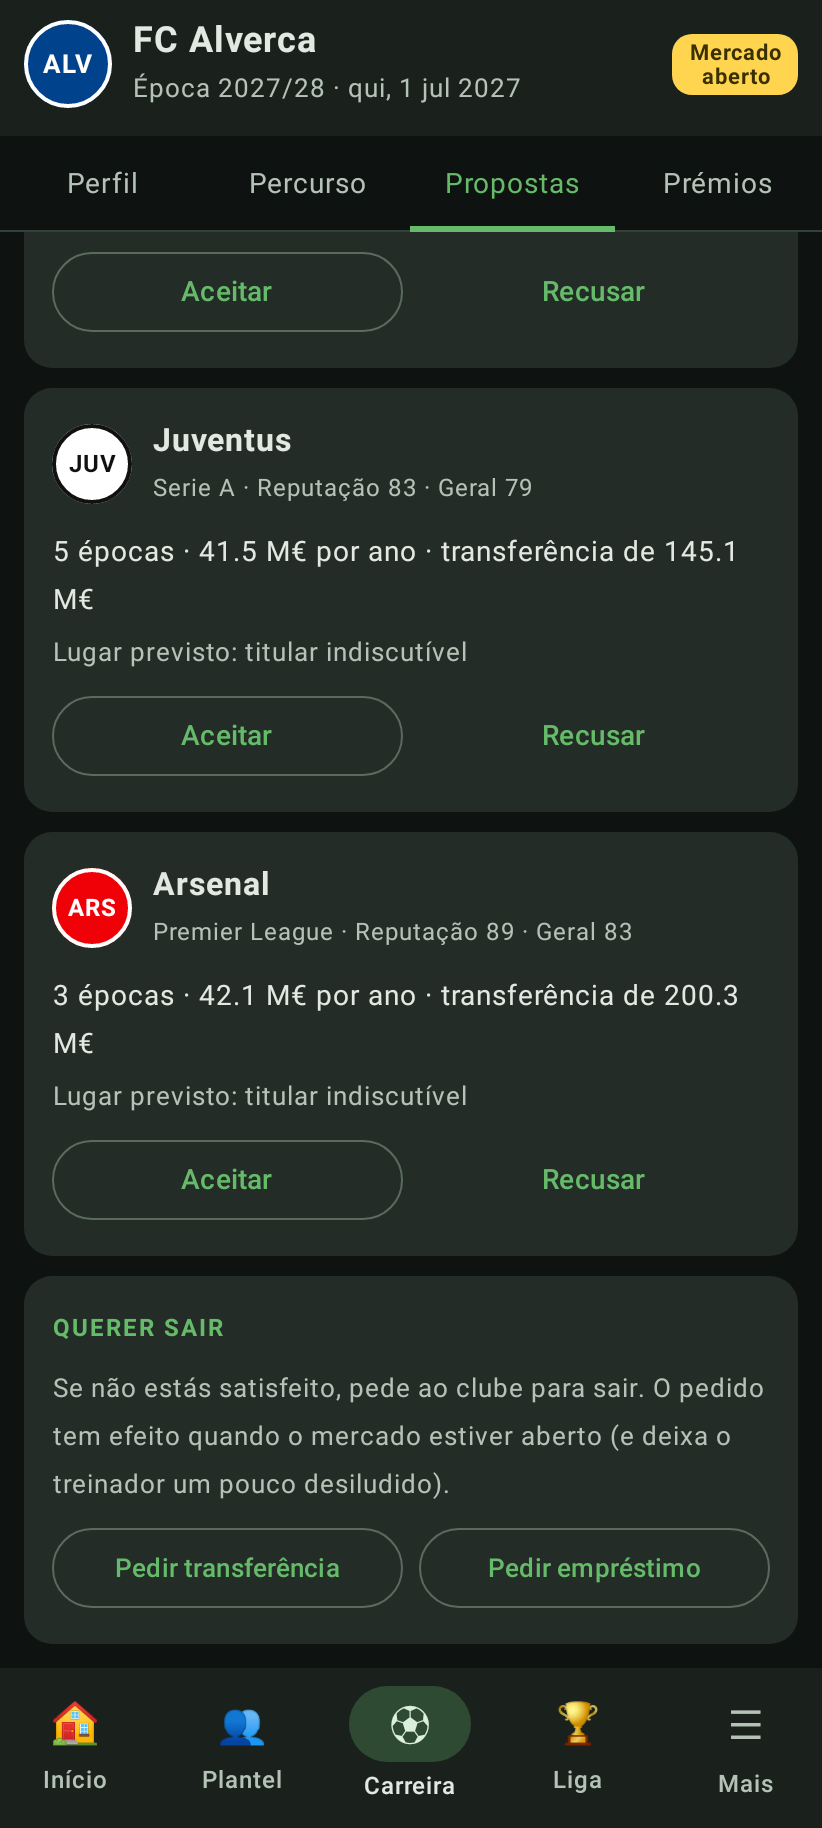 ALV
FC Alverca
Época 2027/28 · qui, 1 jul 2027
Mercado
aberto
Perfil
Percurso
Propostas
Prémios
Aceitar
Recusar
JUV
Juventus
Serie A · Reputação 83 · Geral 79
5 épocas · 41.5 M€ por ano · transferência de 145.1
M€
Lugar previsto: titular indiscutível
Aceitar
Recusar
ARS
Arsenal
Premier League · Reputação 89 · Geral 83
3 épocas · 42.1 M€ por ano · transferência de 200.3
M€
Lugar previsto: titular indiscutível
Aceitar
Recusar
QUERER SAIR
Se não estás satisfeito, pede ao clube para sair. O pedido
tem efeito quando o mercado estiver aberto (e deixa o
treinador um pouco desiludido).
Pedir transferência
Pedir empréstimo
Início
Plantel
Carreira
Liga
Mais